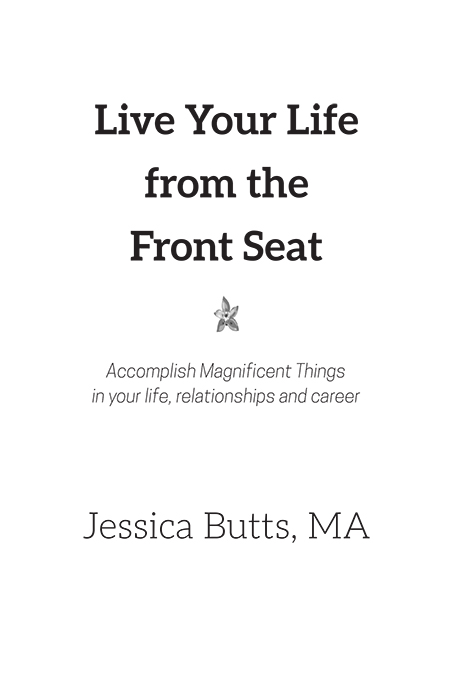 Live Your Life
from the
Front Seat
Accomplish Magnificent Things
in your life, relationships and career
Jessica Butts, MA